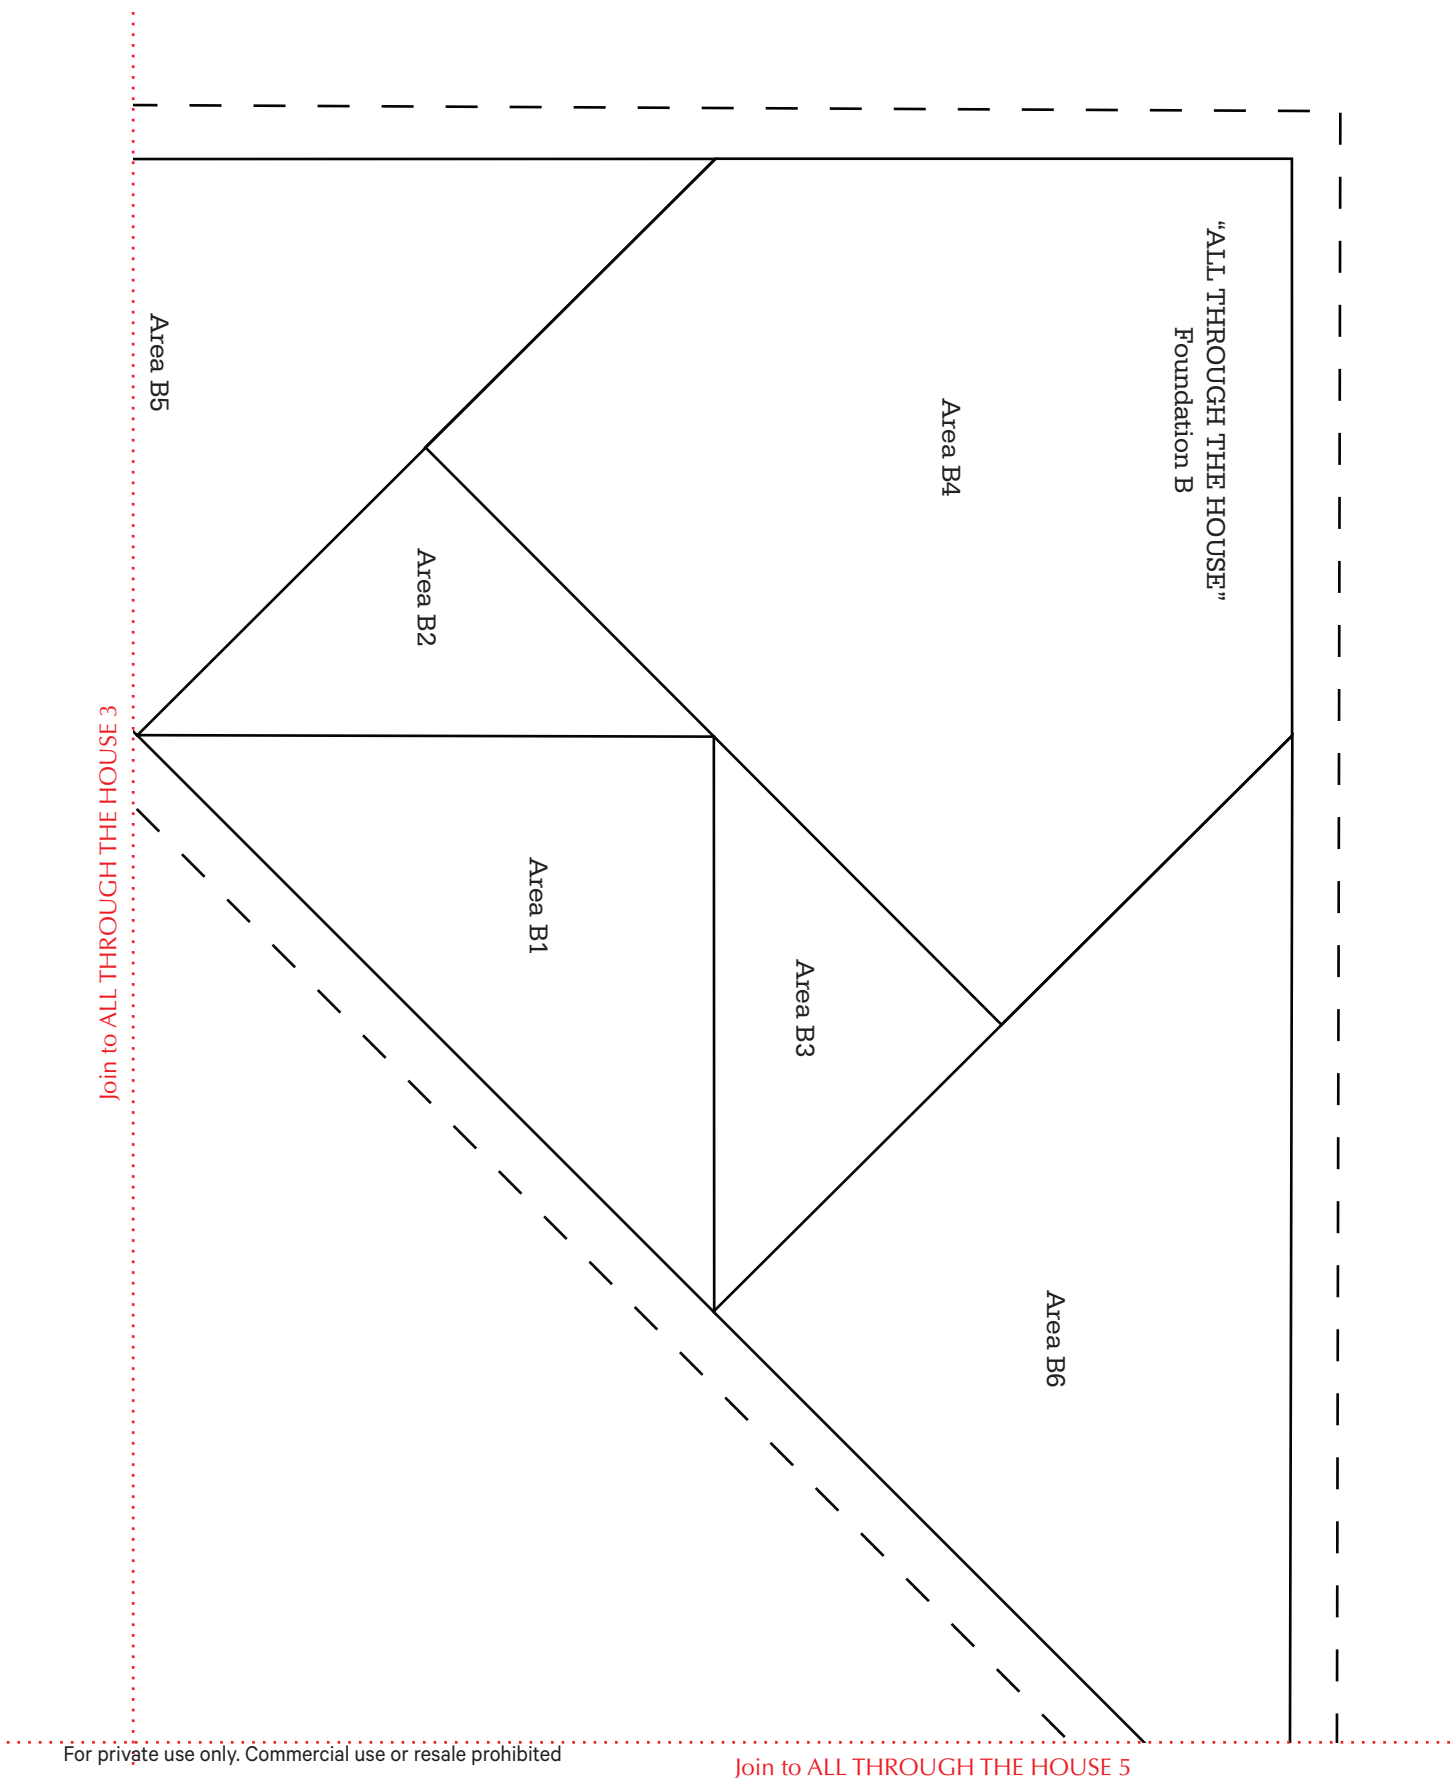 “ALL THROUGH THE HOUSE”
Foundation B
Area B5
Area B4
Area B2
Area B1
Area B3
Area B6
Join to ALL THROUGH THE HOUSE 3
For private use only. Commercial use or resale prohibited
Join to ALL THROUGH THE HOUSE 5